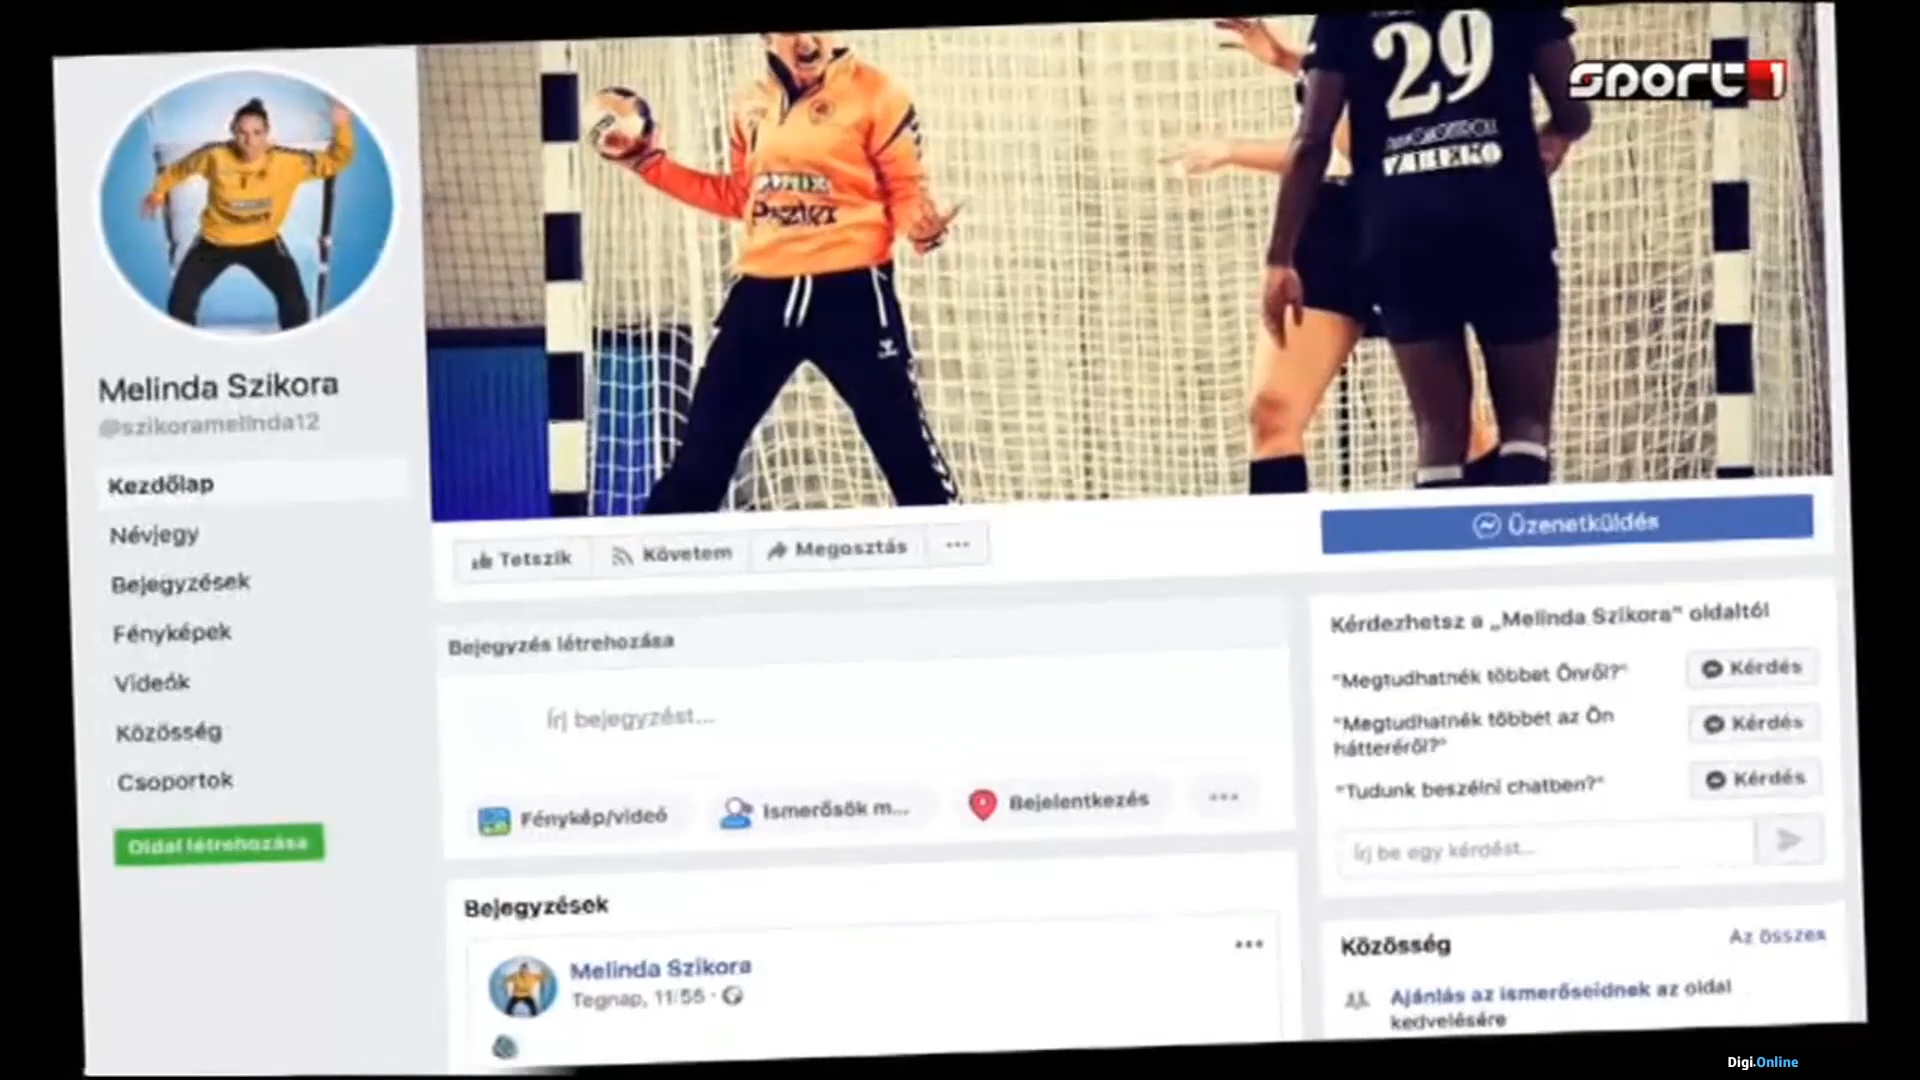 sport 1
29
Melinda Szikora
@szikoramelinda12
Kezdőlap
Névjegy
Bejegyzések
Fényképek
Videók
Közösség
Csoportok
Oldal létrehozása
Tetszik
Követem
Megosztás
...
Üzenetküldés
Bejegyzés létrehozása
Írj bejegyzést...
Fénykép/videó
Ismerősök m...
Bejelentkezés
...
Bejegyzések
Melinda Szikora
Tegnap, 11:55 ·
Kérdezhetsz a „Melinda Szikora" oldaltól
"Megtudhatnék többet Önről?"
Kérdés
"Megtudhatnék többet az Ön
hátteréről?"
Kérdés
"Tudunk beszélni chatben?"
Kérdés
Írj be egy kérdést...
Közösség
Az összes
Ajánlás az ismerőseidnek az oldal
kedvelésére
Digi.Online